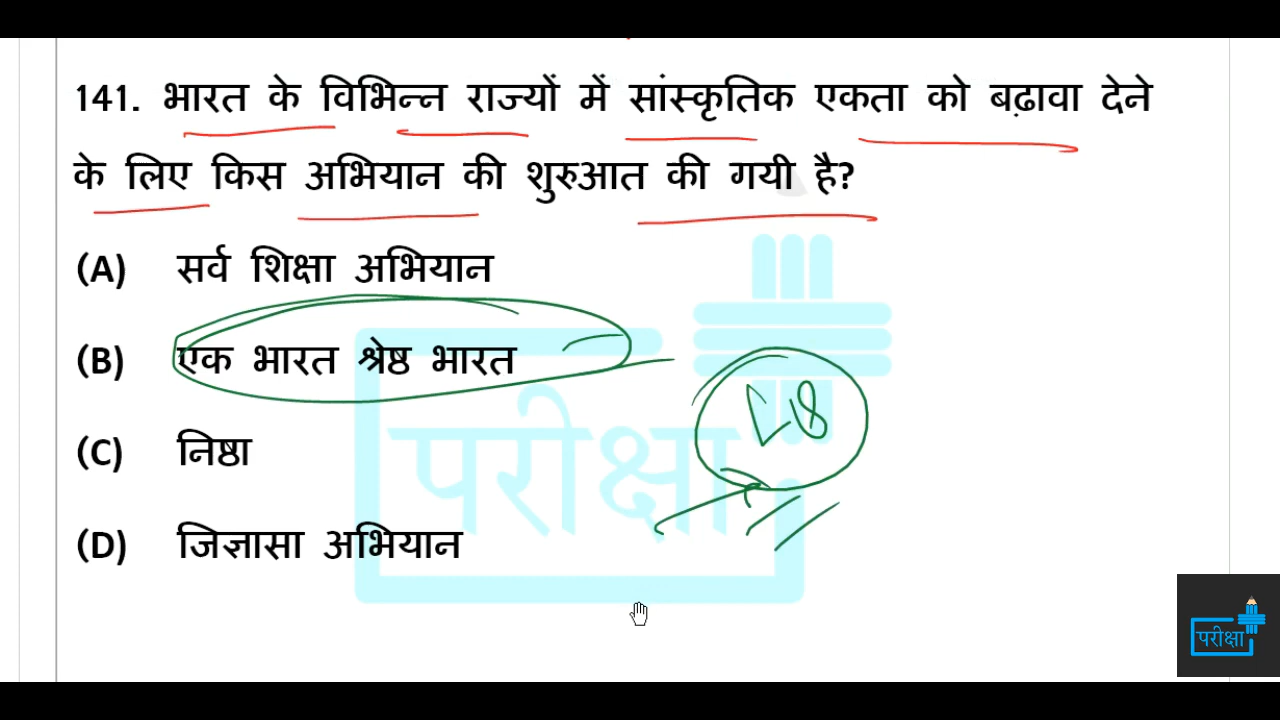 141. भारत के विभिन्न राज्यों में सांस्कृतिक एकता को बढ़ावा देने
के लिए किस अभियान की शुरुआत की गयी है?
(A) सर्व शिक्षा अभियान
(B) एक भारत श्रेष्ठ भारत
(C) निष्ठा
(D) जिज्ञासा अभियान
परीक्षा
परीक्षा